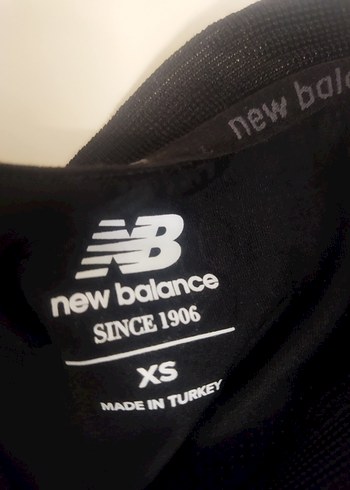 new bal
NB
new balance
SINCE 1906
XS
MADE IN TURKEY